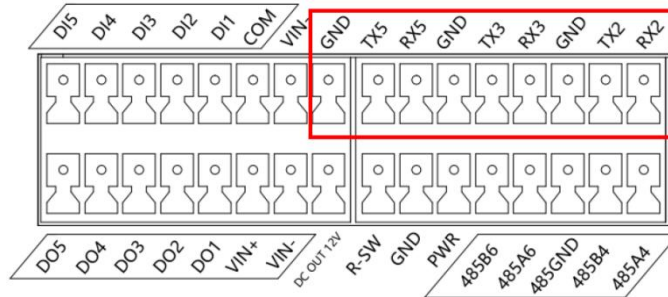 DI5 DI4 DI3 DI2 DI1 COM VIN- GND TX5 RX5 GND TX3 RX3 GND TX2 RX2
DO5 DO4 DO3 DO2 DO1 VIN+ VIN- DC OUT 12V R-SW GND PWR 485B6 485A6 485GND 485B4 485A4